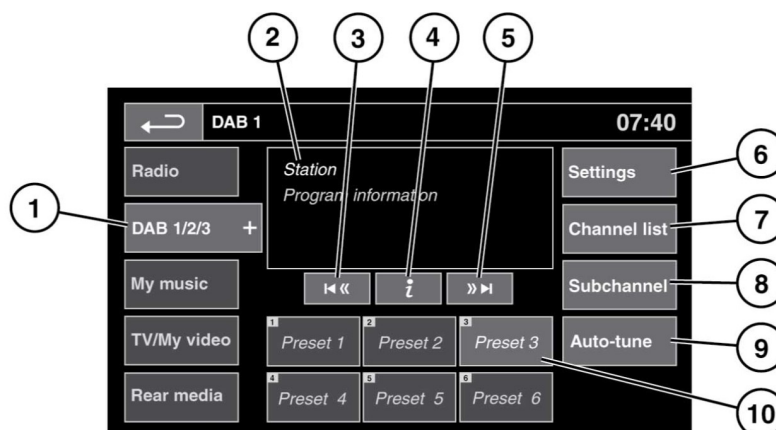 2
3
4
5
DAB 1
07:40
Radio
Station
Program information
Settings
6
1
DAB 1/2/3 +
Channel list
7
My music
i
Subchannel
8
TV/My video
1 Preset 1
2 Preset 2
3 Preset 3
Auto-tune
9
Rear media
4 Preset 4
5 Preset 5
6 Preset 6
10